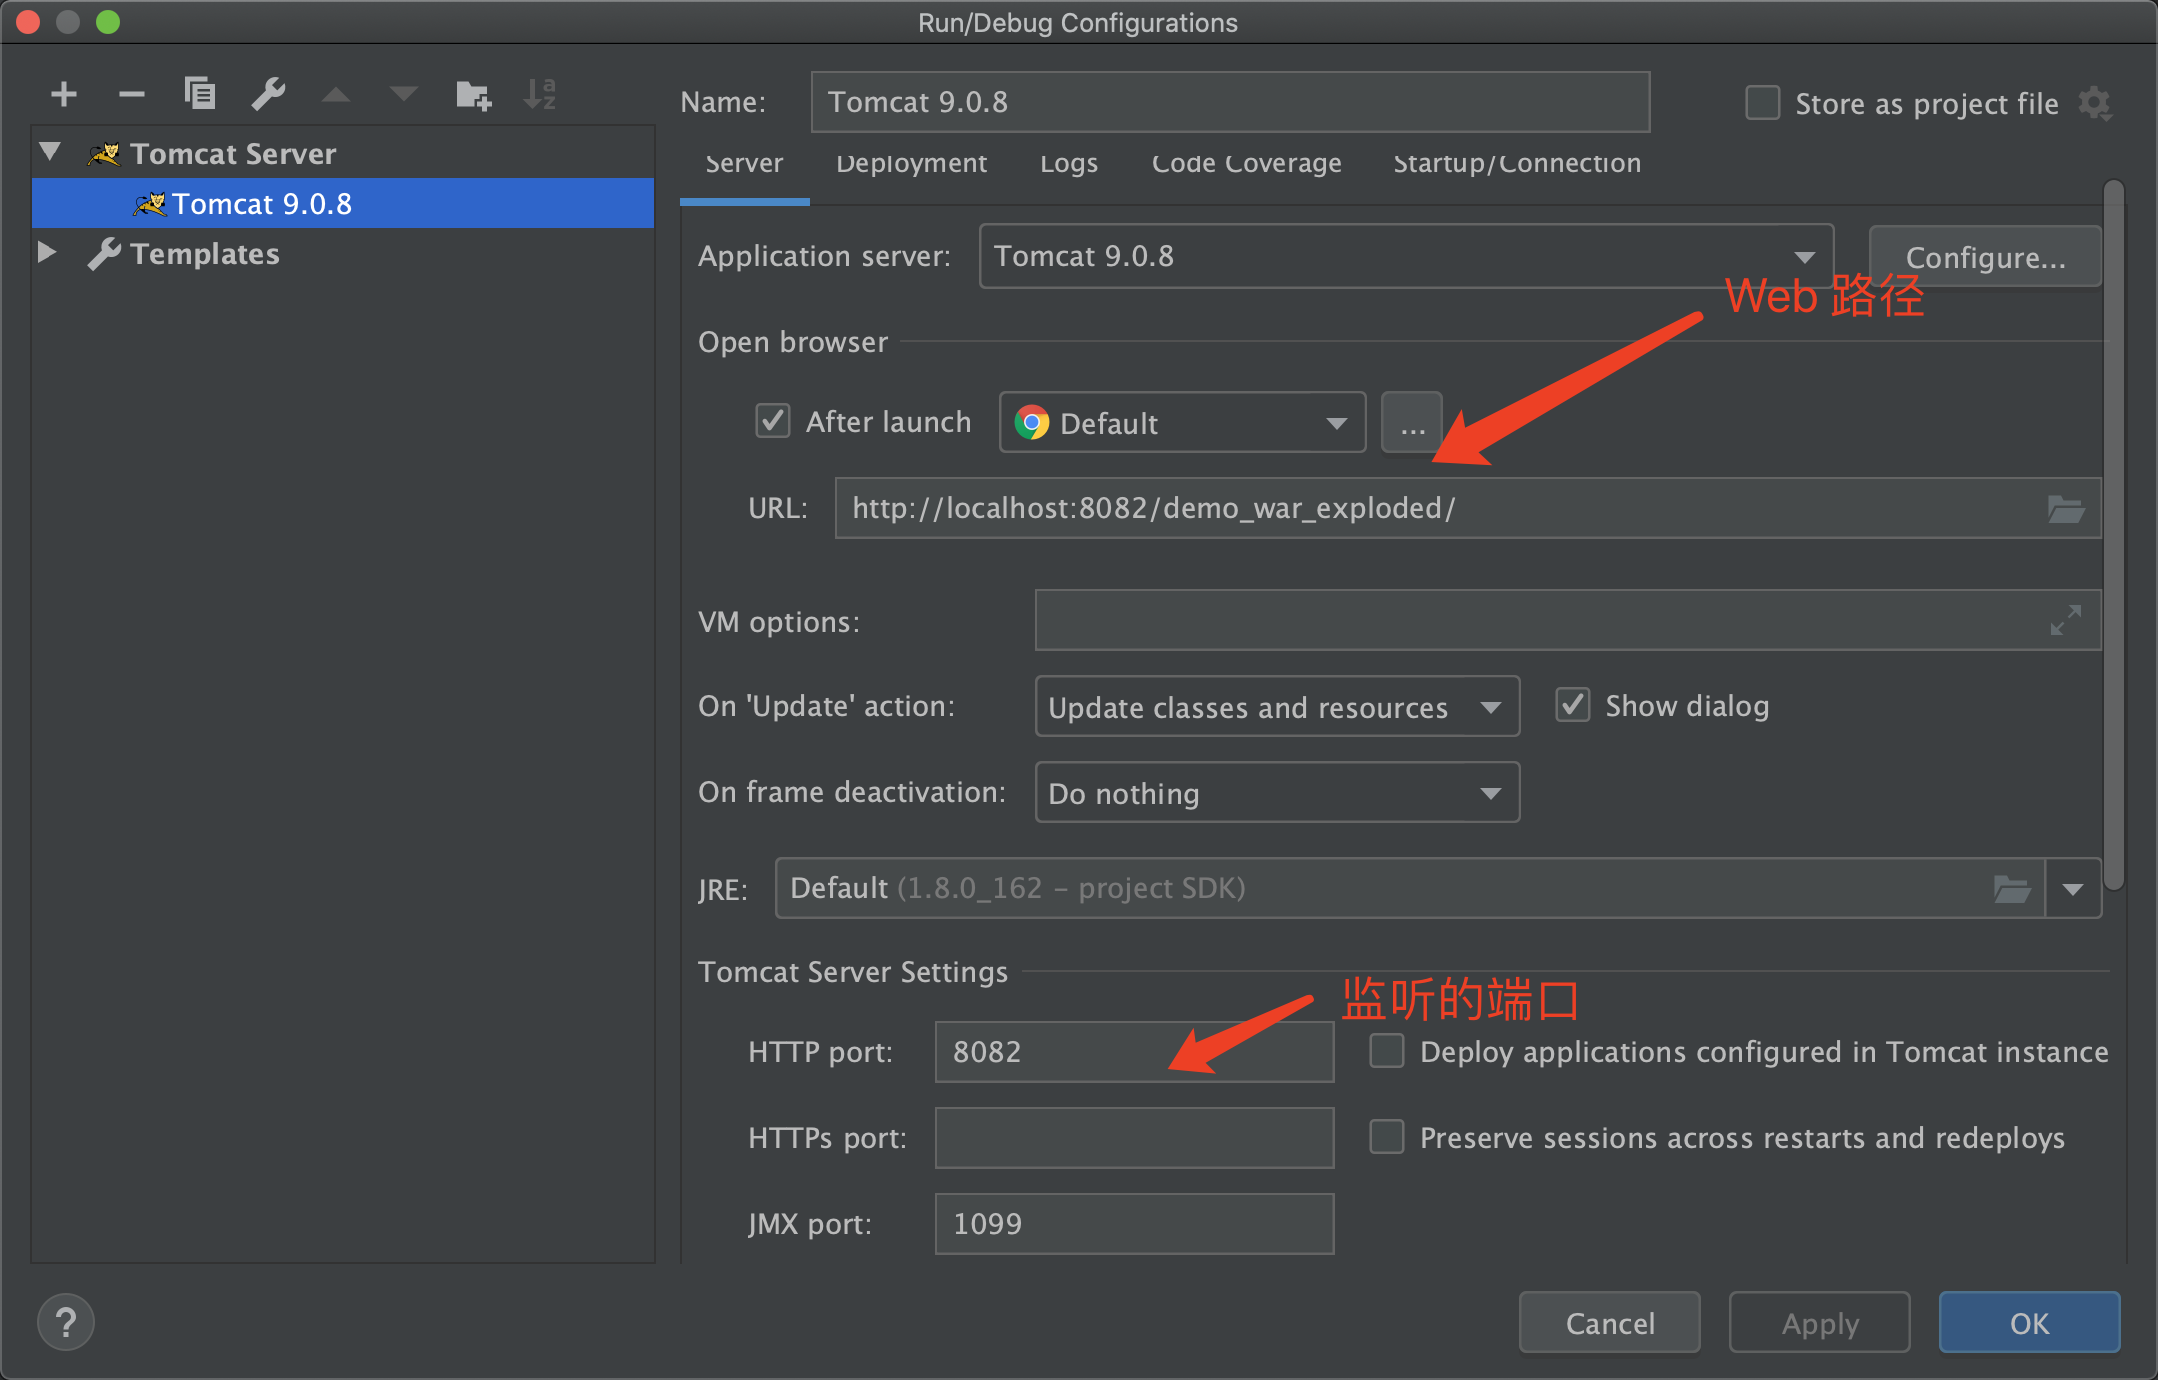 Run/Debug Configurations
Name: Tomcat 9.0.8 Store as project file
Tomcat Server
Tomcat 9.0.8
Templates
Server Deployment Logs Code Coverage Startup/Connection
Application server: Tomcat 9.0.8 Configure...
Web 路径
Open browser
After launch Default ...
URL: http://localhost:8082/demo_war_exploded/
VM options:
On 'Update' action: Update classes and resources Show dialog
On frame deactivation: Do nothing
JRE: Default (1.8.0_162 – project SDK)
Tomcat Server Settings
监听的端口
HTTP port: 8082 Deploy applications configured in Tomcat instance
HTTPs port: Preserve sessions across restarts and redeploys
JMX port: 1099
? Cancel Apply OK